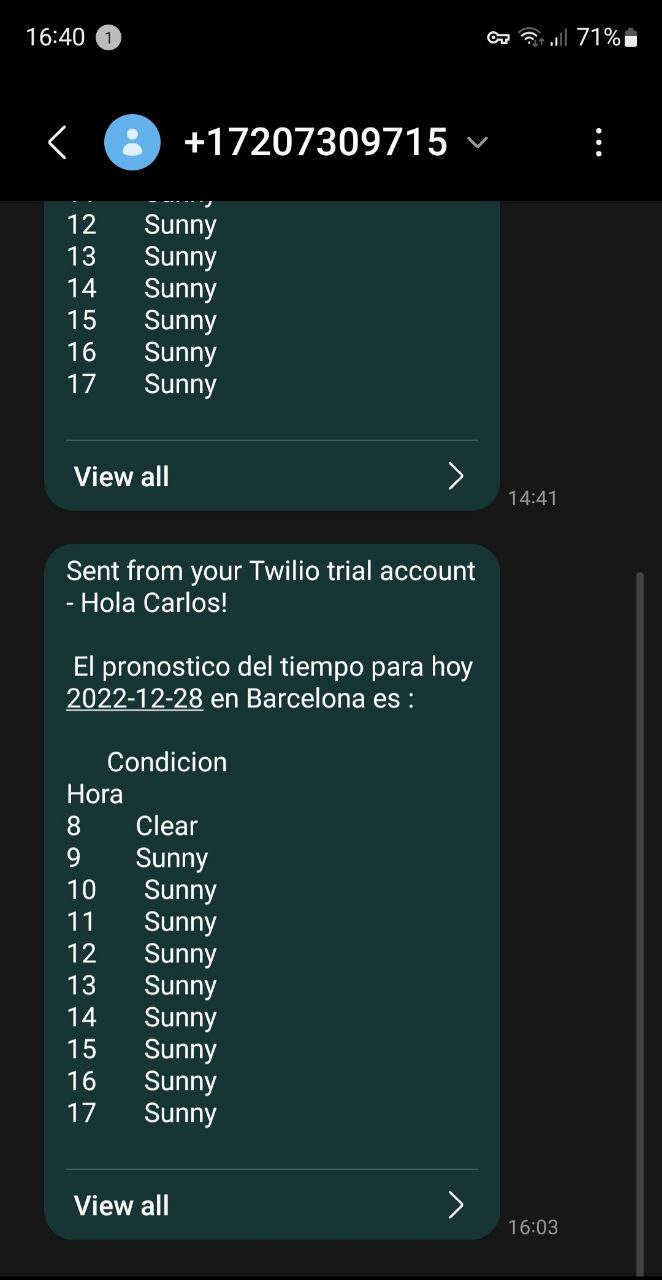 16:40 1 71%
+17207309715
12 Sunny
13 Sunny
14 Sunny
15 Sunny
16 Sunny
17 Sunny
View all
14:41
Sent from your Twilio trial account
- Hola Carlos!
El pronostico del tiempo para hoy
2022-12-28 en Barcelona es :
Condicion
Hora
8 Clear
9 Sunny
10 Sunny
11 Sunny
12 Sunny
13 Sunny
14 Sunny
15 Sunny
16 Sunny
17 Sunny
View all
16:03